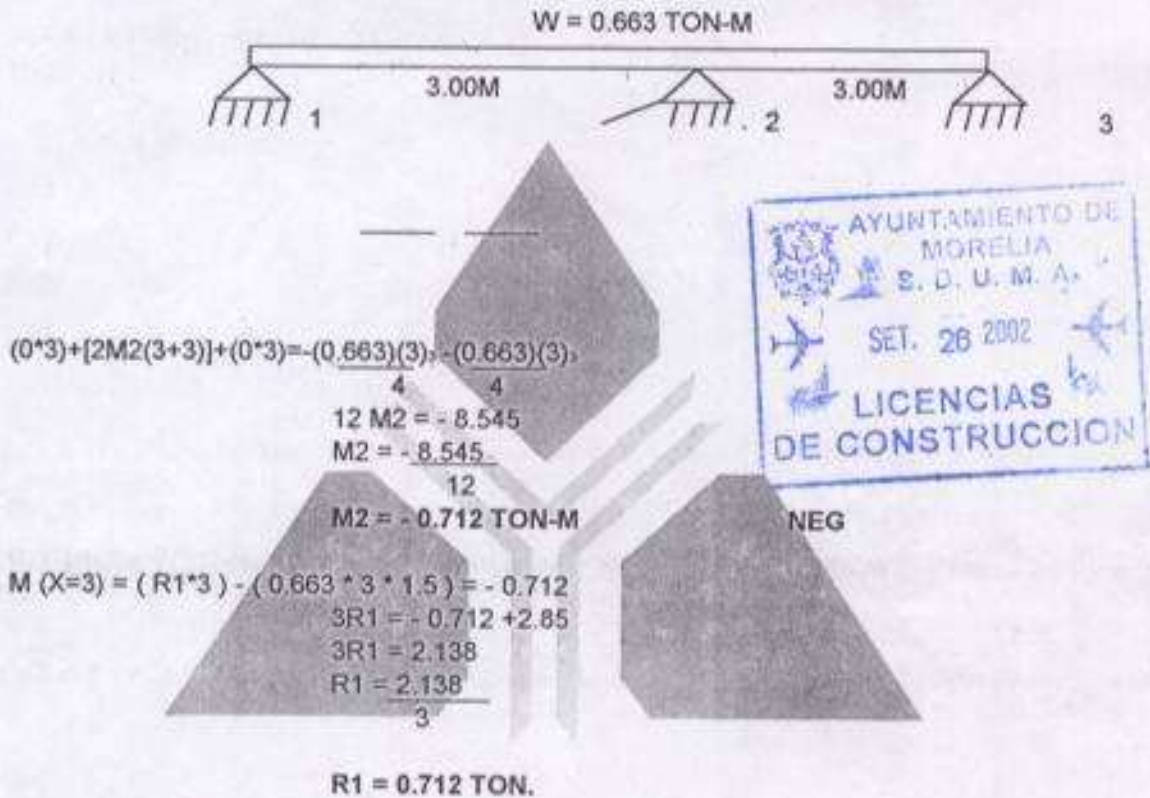 W = 0.663 TON-M
3.00M 3.00M
1 2 3
AYUNTAMIENTO DE
MORELIA
S. D. U. M. A.
SET. 26 2002
LICENCIAS
DE CONSTRUCCION
(0*3)+[2M2(3+3)]+(0*3)=-(0.663)(3)₃-(0.663)(3)₃
4 4
12 M2 = - 8.545
M2 = - 8.545
12
M2 = - 0.712 TON-M NEG
M (X=3) = ( R1*3 ) - ( 0.663 * 3 * 1.5 ) = - 0.712
3R1 = - 0.712 +2.85
3R1 = 2.138
R1 = 2.138
3
R1 = 0.712 TON.